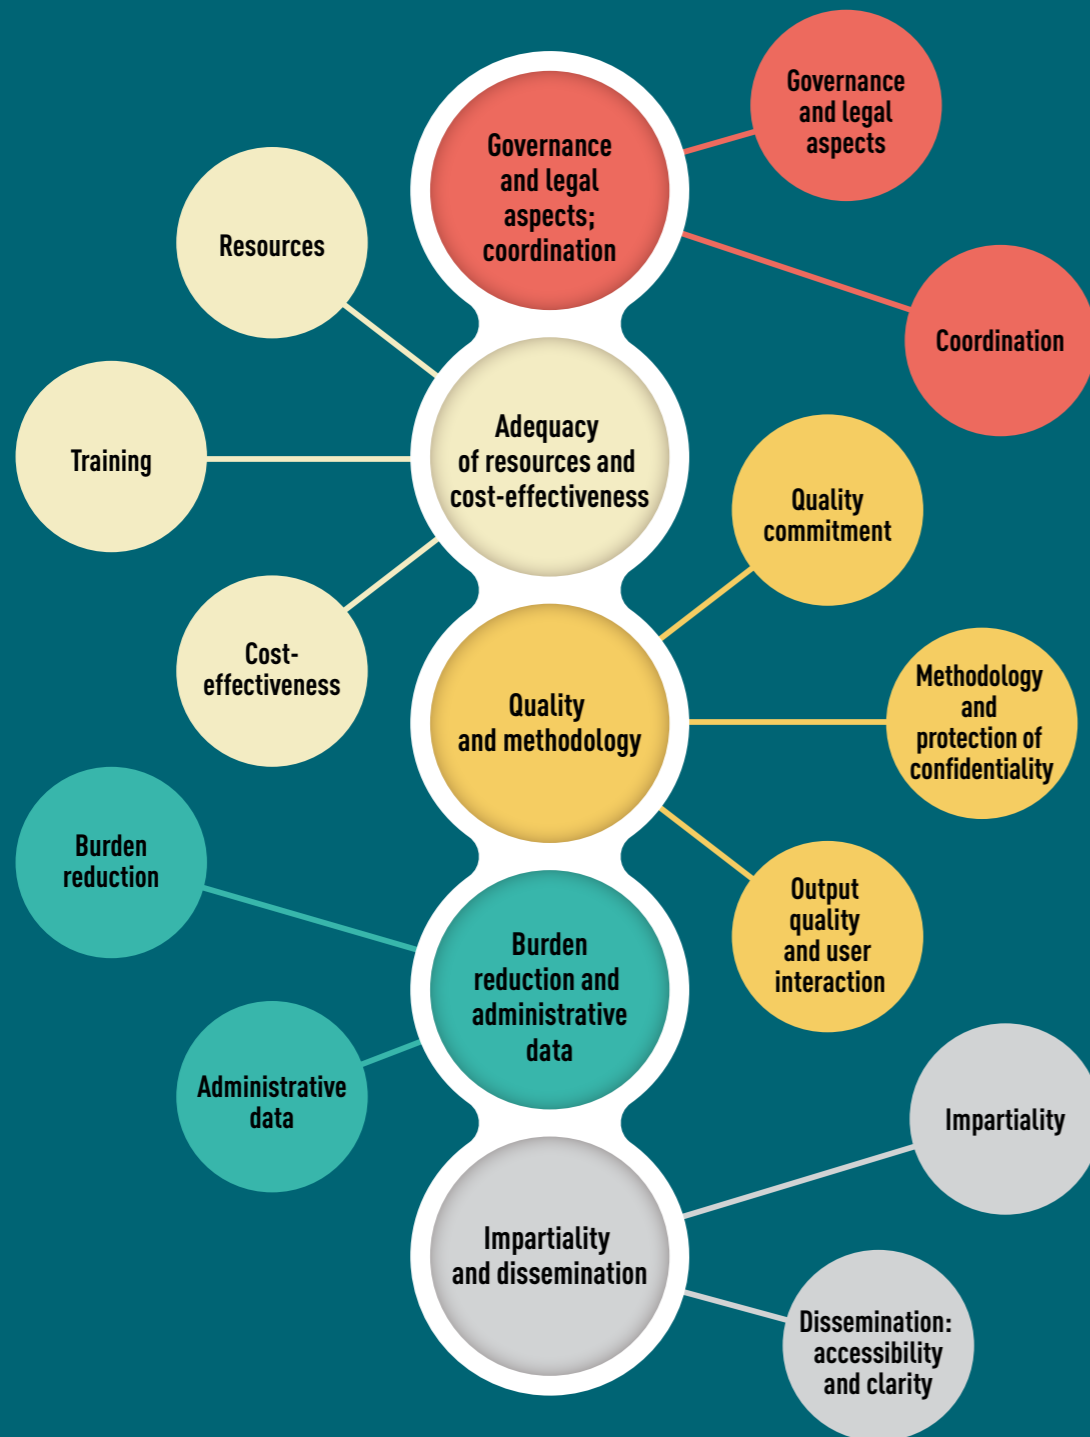 Governance
and legal
aspects;
coordination
Governance
and legal
aspects
Coordination
Adequacy
of resources and
cost-effectiveness
Resources
Training
Cost-
effectiveness
Quality
and methodology
Quality
commitment
Methodology
and
protection of
confidentiality
Output
quality
and user
interaction
Burden
reduction and
administrative
data
Burden
reduction
Administrative
data
Impartiality
and dissemination
Impartiality
Dissemination:
accessibility
and clarity